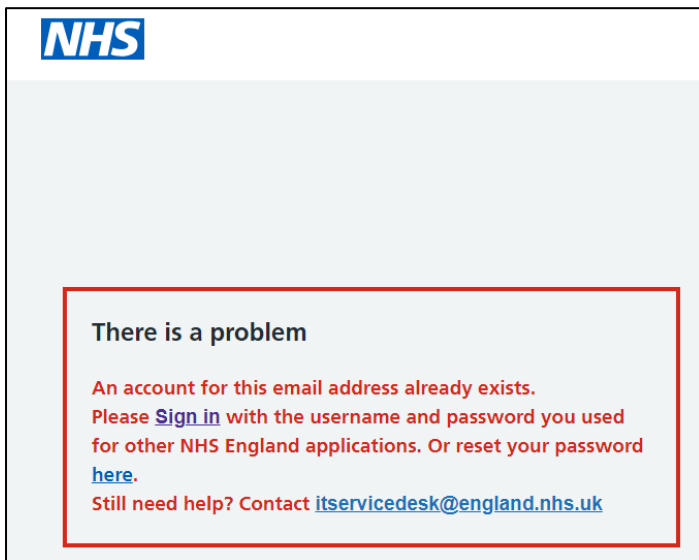 NHS
There is a problem
An account for this email address already exists.
Please Sign in with the username and password you used
for other NHS England applications. Or reset your password
here.
Still need help? Contact itservicedesk@england.nhs.uk